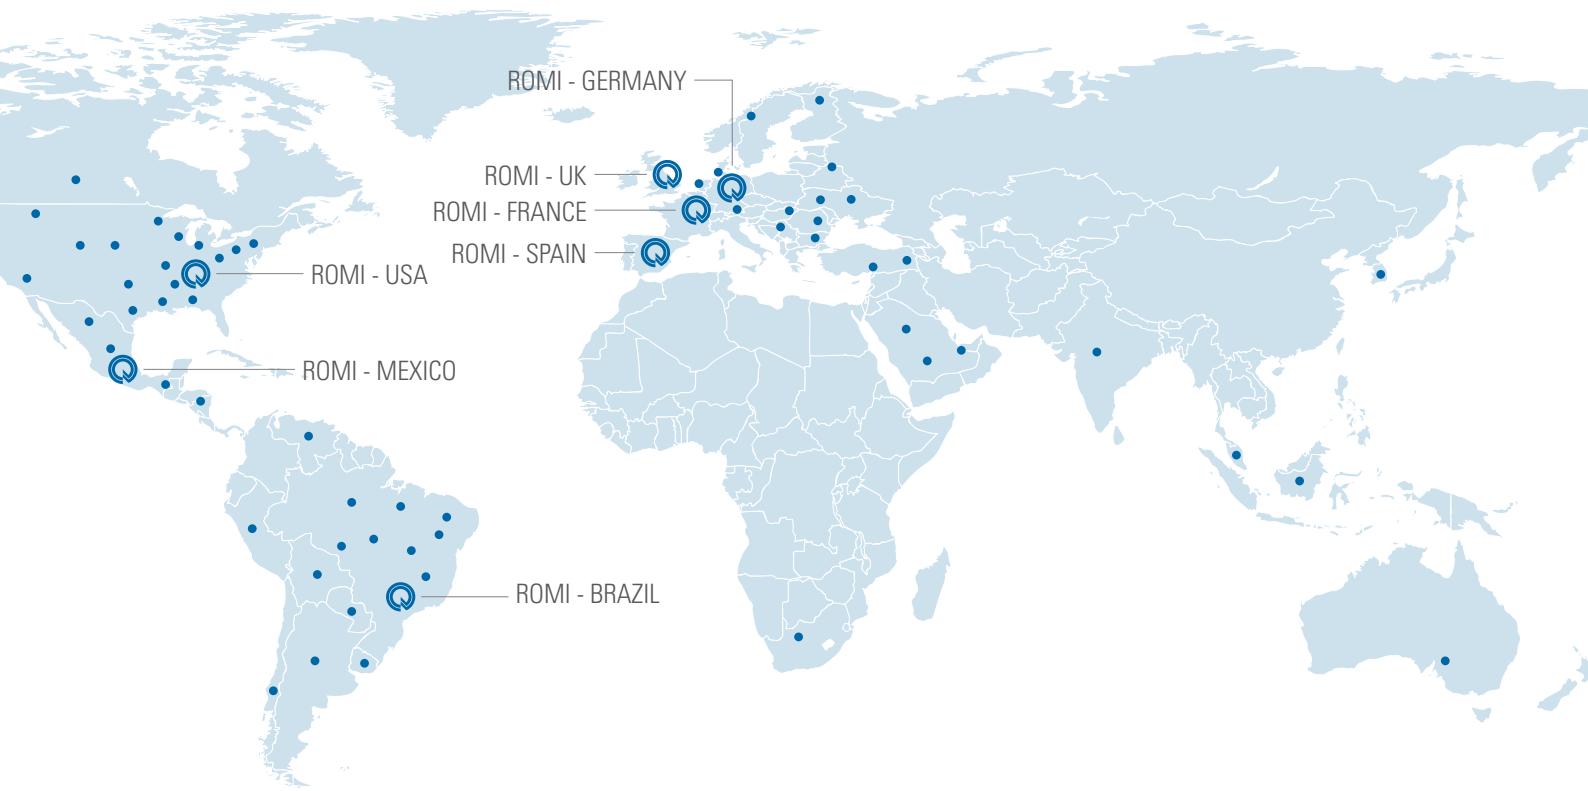 ROMI - GERMANY
ROMI - UK
ROMI - FRANCE
ROMI - SPAIN
ROMI - USA
ROMI - MEXICO
ROMI - BRAZIL